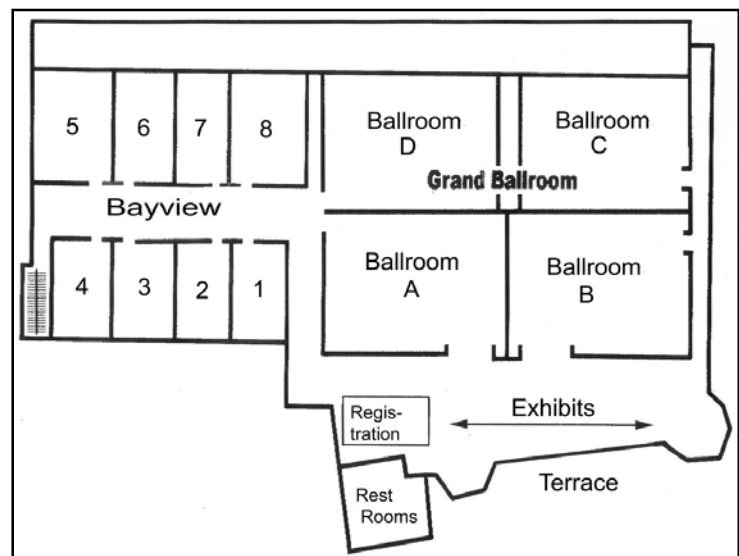 5
6
7
8
Ballroom
D
Ballroom
C
Grand Ballroom
Bayview
4
3
2
1
Ballroom
A
Ballroom
B
Regis-
tration
Exhibits
Rest
Rooms
Terrace